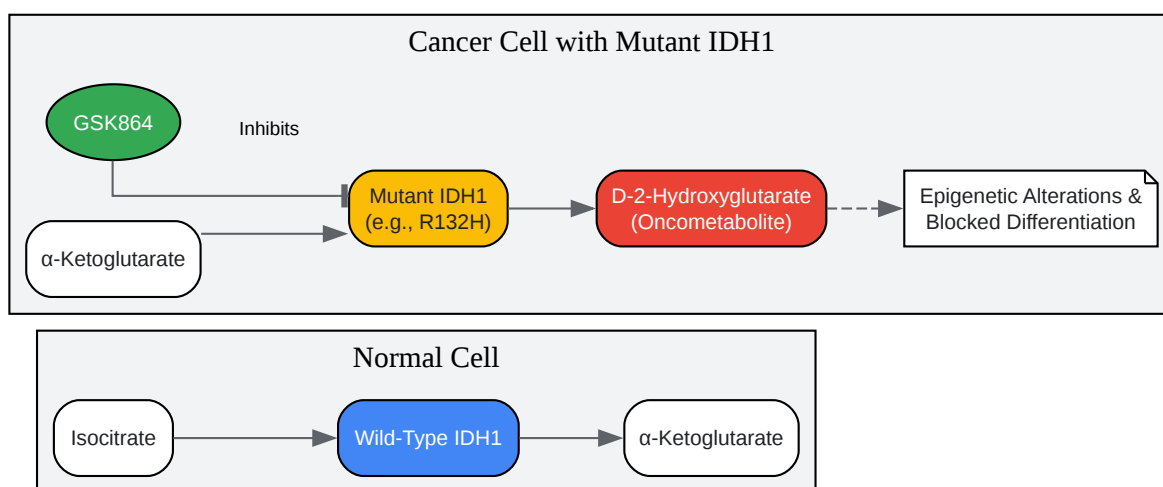 Cancer Cell with Mutant IDH1
GSK864
Inhibits
Mutant IDH1
(e.g., R132H)
D-2-Hydroxyglutarate
(Oncometabolite)
Epigenetic Alterations &
Blocked Differentiation
α-Ketoglutarate
Normal Cell
Isocitrate
Wild-Type IDH1
α-Ketoglutarate